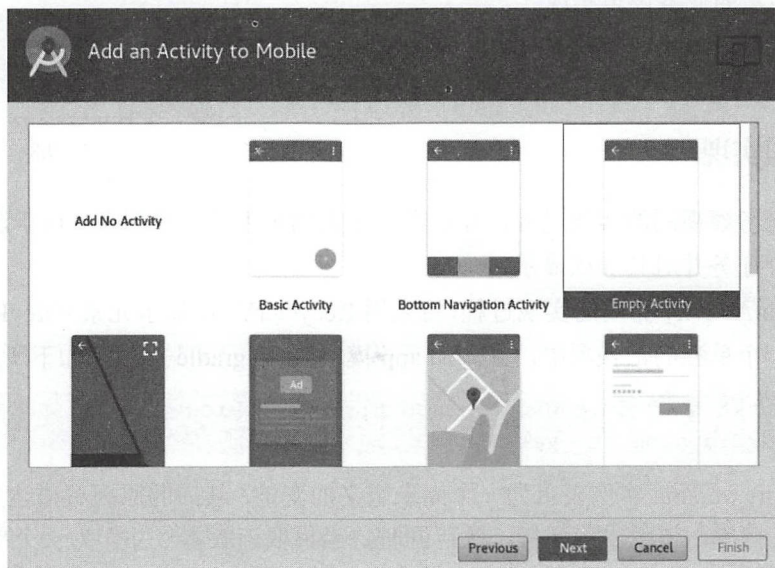 Add an Activity to Mobile
Add No Activity
Basic Activity
Bottom Navigation Activity
Empty Activity
Ad
Previous
Next
Cancel
Finish